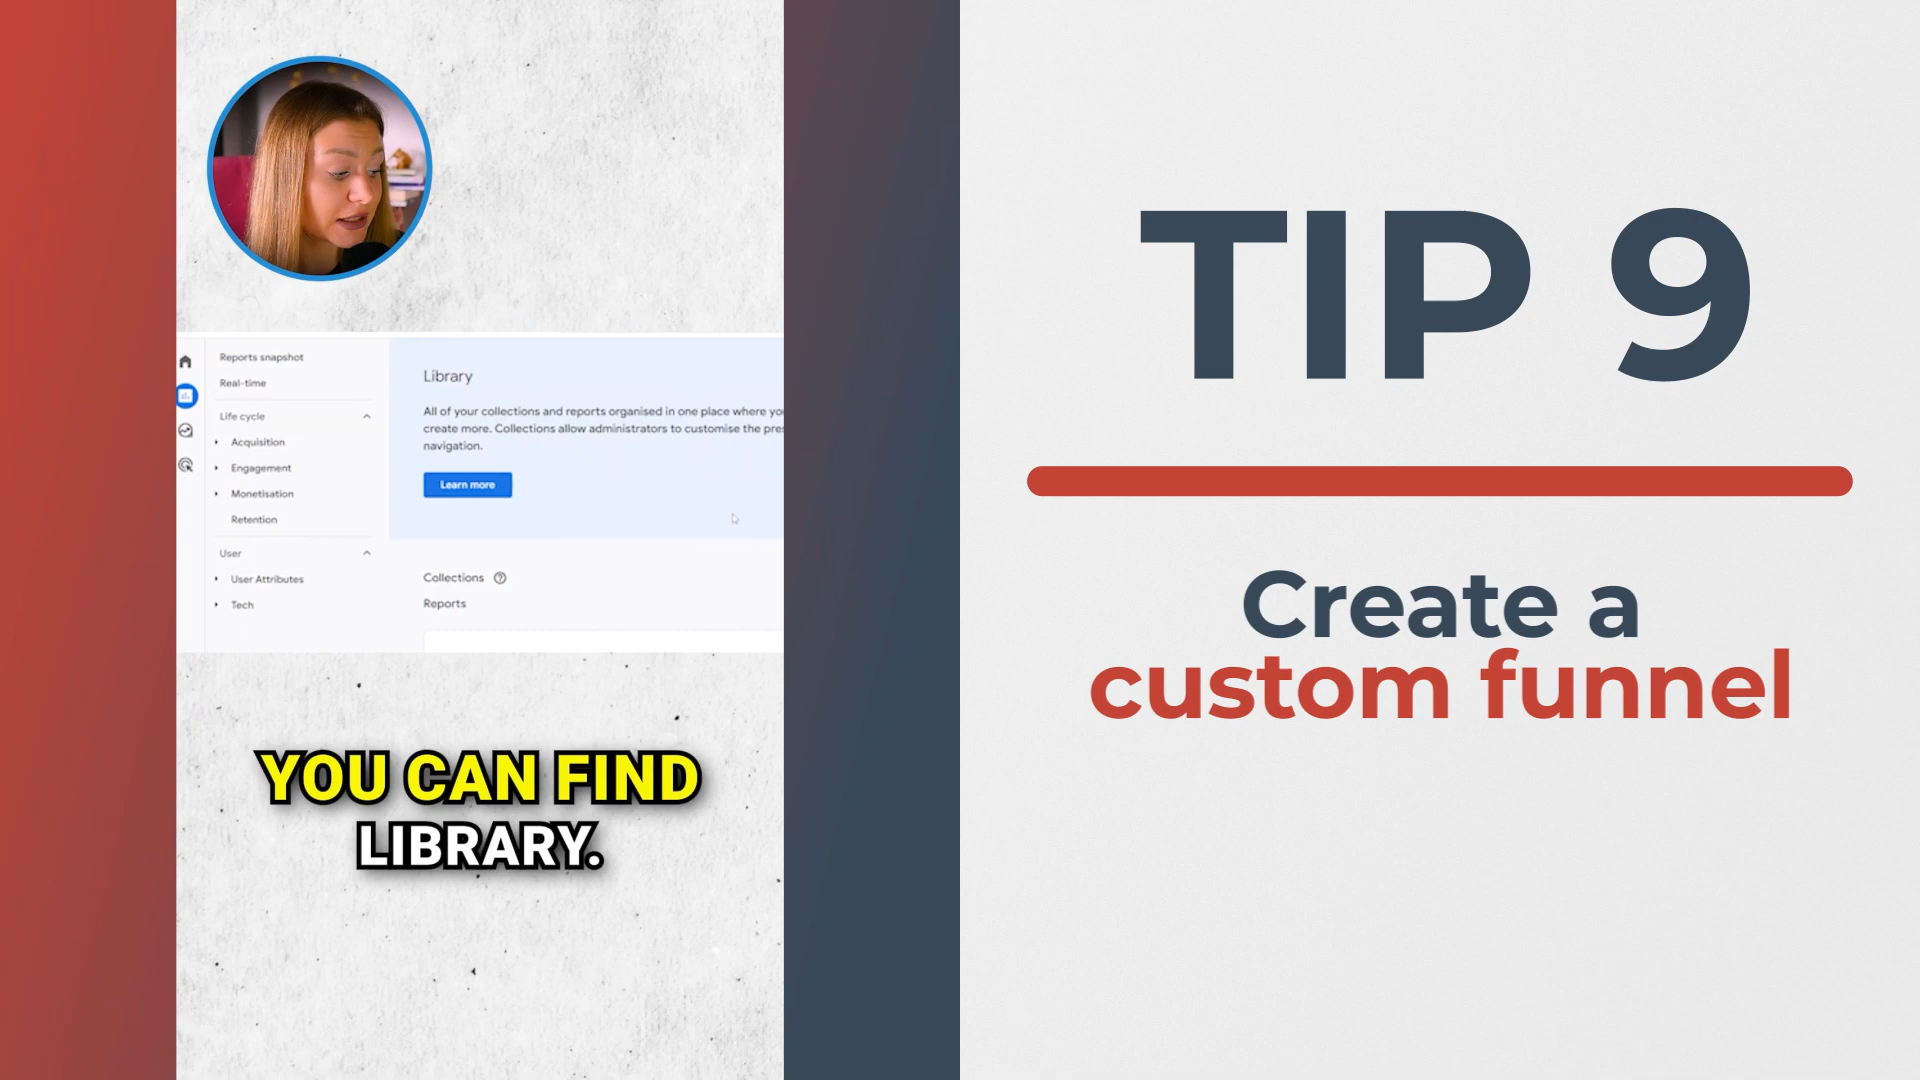 Reports snapshot
Real-time
Life cycle
Acquisition
Engagement
Monetisation
Retention
User
User Attributes
Tech
Library
All of your collections and reports organised in one place where
create more. Collections allow administrators to customise the
navigation.
Learn more
Collections
Reports
YOU CAN FIND
LIBRARY.
TIP 9
Create a
custom funnel